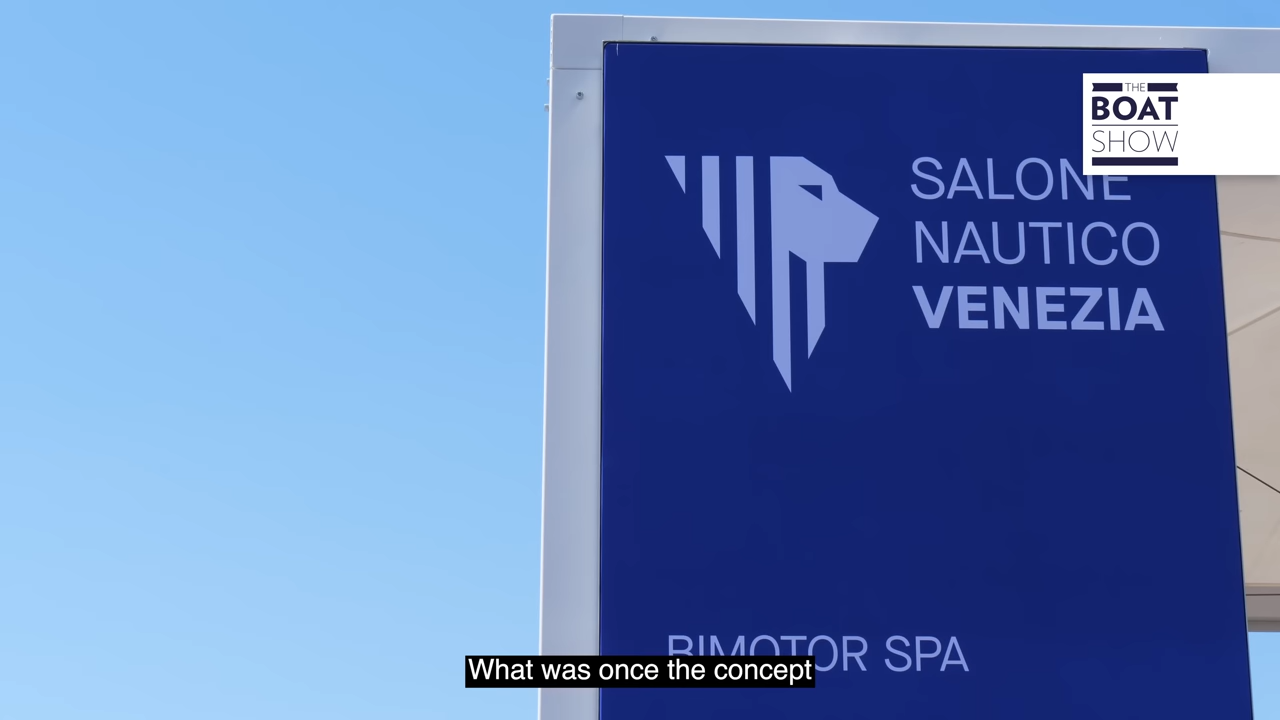 THE
BOAT
SHOW
SALONE
NAUTICO
VENEZIA
BIMOTOR SPA
What was once the concept